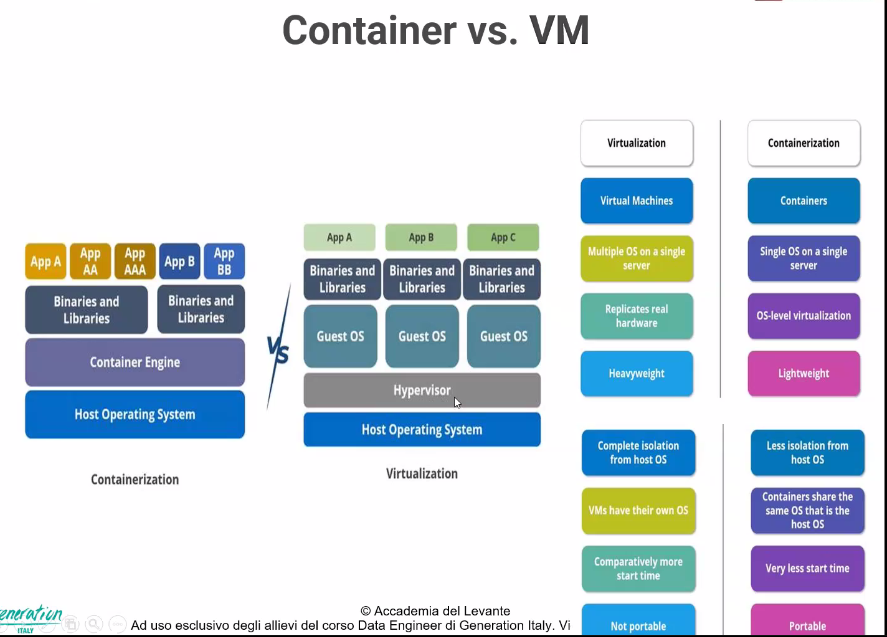 Container vs. VM
App A
App
AA
App
AAA
App B
App
BB
Binaries and
Libraries
Binaries and
Libraries
Container Engine
Host Operating System
Containerization
VS
App A
App B
App C
Binaries and
Libraries
Binaries and
Libraries
Binaries and
Libraries
Guest OS
Guest OS
Guest OS
Hypervisor
Host Operating System
Virtualization
Virtualization
Containerization
Virtual Machines
Containers
Multiple OS on a single
server
Single OS on a single
server
Replicates real
hardware
OS-level virtualization
Heavyweight
Lightweight
Complete isolation
from host OS
Less isolation from
host OS
VMs have their own OS
Containers share the
same OS that is the
host OS
Comparatively more
start time
Very less start time
Not portable
Portable
eneration
ITALY
© Accademia del Levante
Ad uso esclusivo degli allievi del corso Data Engineer di Generation Italy. Vi